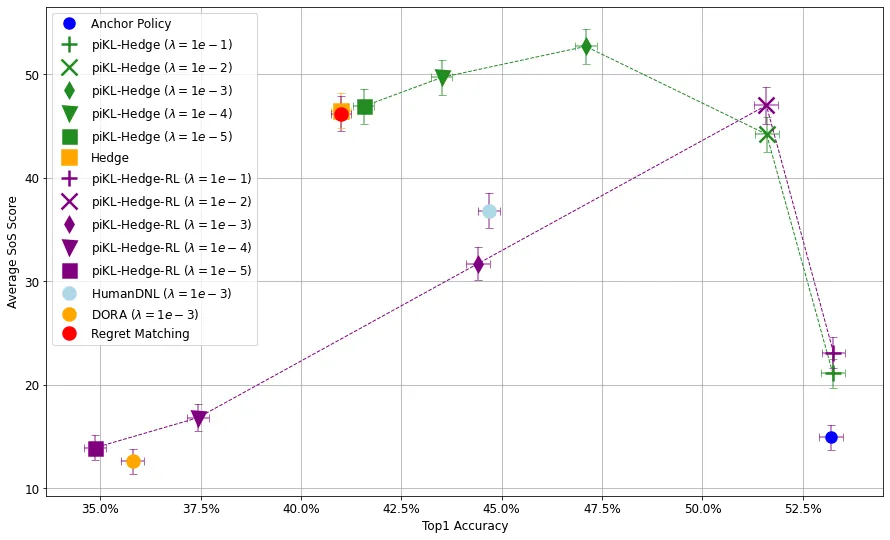 Anchor Policy
piKL-Hedge (λ = 1e − 1)
piKL-Hedge (λ = 1e − 2)
piKL-Hedge (λ = 1e − 3)
piKL-Hedge (λ = 1e − 4)
piKL-Hedge (λ = 1e − 5)
Hedge
piKL-Hedge-RL (λ = 1e − 1)
piKL-Hedge-RL (λ = 1e − 2)
piKL-Hedge-RL (λ = 1e − 3)
piKL-Hedge-RL (λ = 1e − 4)
piKL-Hedge-RL (λ = 1e − 5)
HumanDNL (λ = 1e − 3)
DORA (λ = 1e − 3)
Regret Matching
Average SoS Score
50
40
30
20
10
35.0% 37.5% 40.0% 42.5% 45.0% 47.5% 50.0% 52.5%
Top1 Accuracy